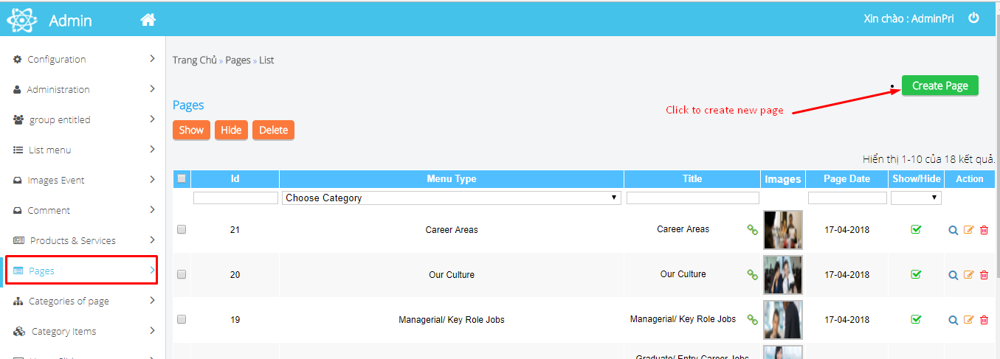 Admin
Xin chào : AdminPri
Configuration
Administration
group entitled
List menu
Images Event
Comment
Products & Services
Pages
Categories of page
Category Items
Trang Chủ » Pages » List
Create Page
Click to create new page
Pages
Show Hide Delete
Hiển thị 1-10 của 18 kết quả.
Id Menu Type Title Images Page Date Show/Hide Action
Choose Category
21 Career Areas Career Areas 17-04-2018
20 Our Culture Our Culture 17-04-2018
19 Managerial/ Key Role Jobs Managerial/ Key Role Jobs 17-04-2018
Graduate/ Entry Career Jobs